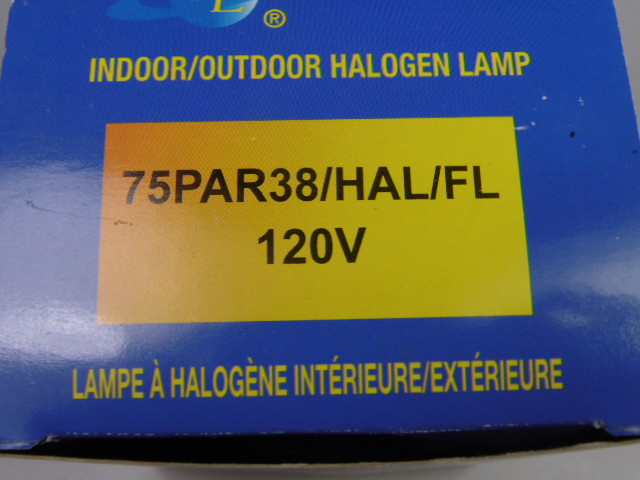 L®
INDOOR/OUTDOOR HALOGEN LAMP
75PAR38/HAL/FL
120V
LAMPE À HALOGÈNE INTÉRIEURE/EXTÉRIEURE